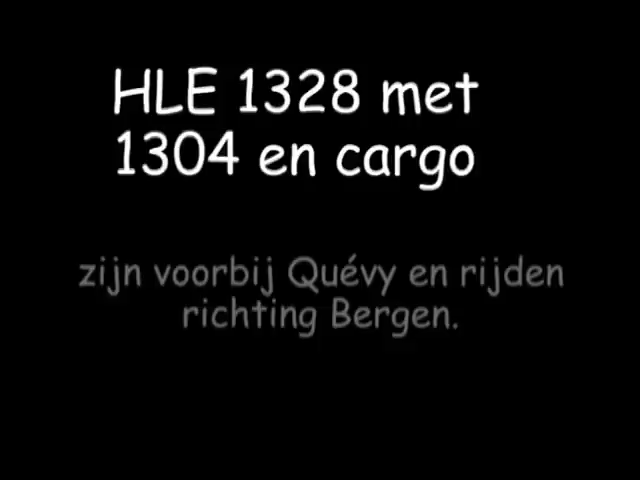 HLE 1328 met
1304 en cargo
zijn voorbij Quévy en rijden
richting Bergen.